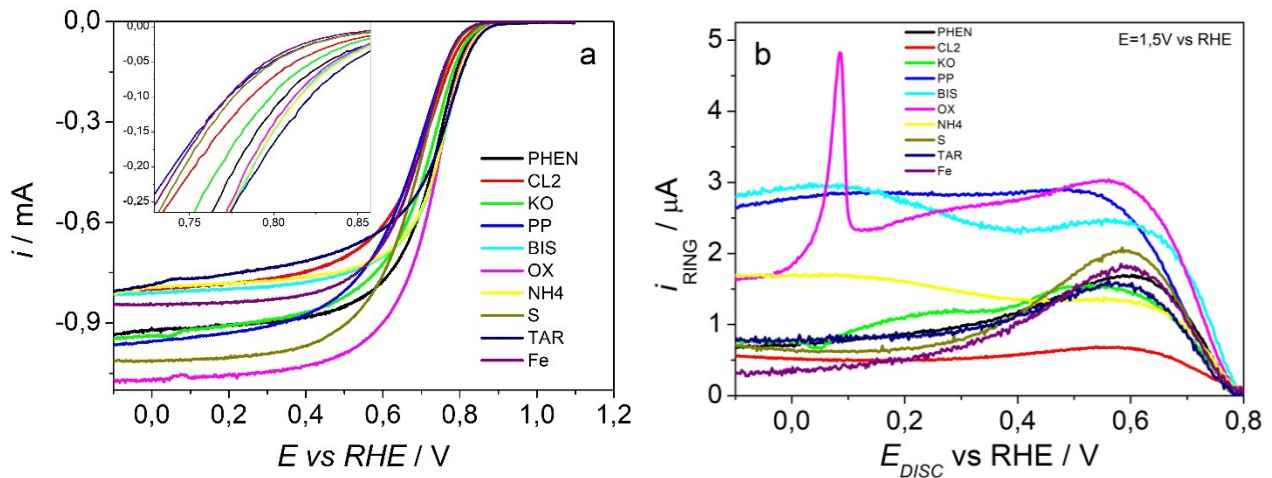 a
0,0
-0,3
-0,6
-0,9
i / mA
0,00
-0,05
-0,10
-0,15
-0,20
-0,25
0,75 0,80 0,85
PHEN
CL2
KO
PP
BIS
OX
NH4
S
TAR
Fe
0,0 0,2 0,4 0,6 0,8 1,0 1,2
E vs RHE / V
b
E=1,5V vs RHE
5
4
3
2
1
0
i RING / µA
PHEN
CL2
KO
PP
BIS
OX
NH4
S
TAR
Fe
0,0 0,2 0,4 0,6 0,8
E DISC vs RHE / V